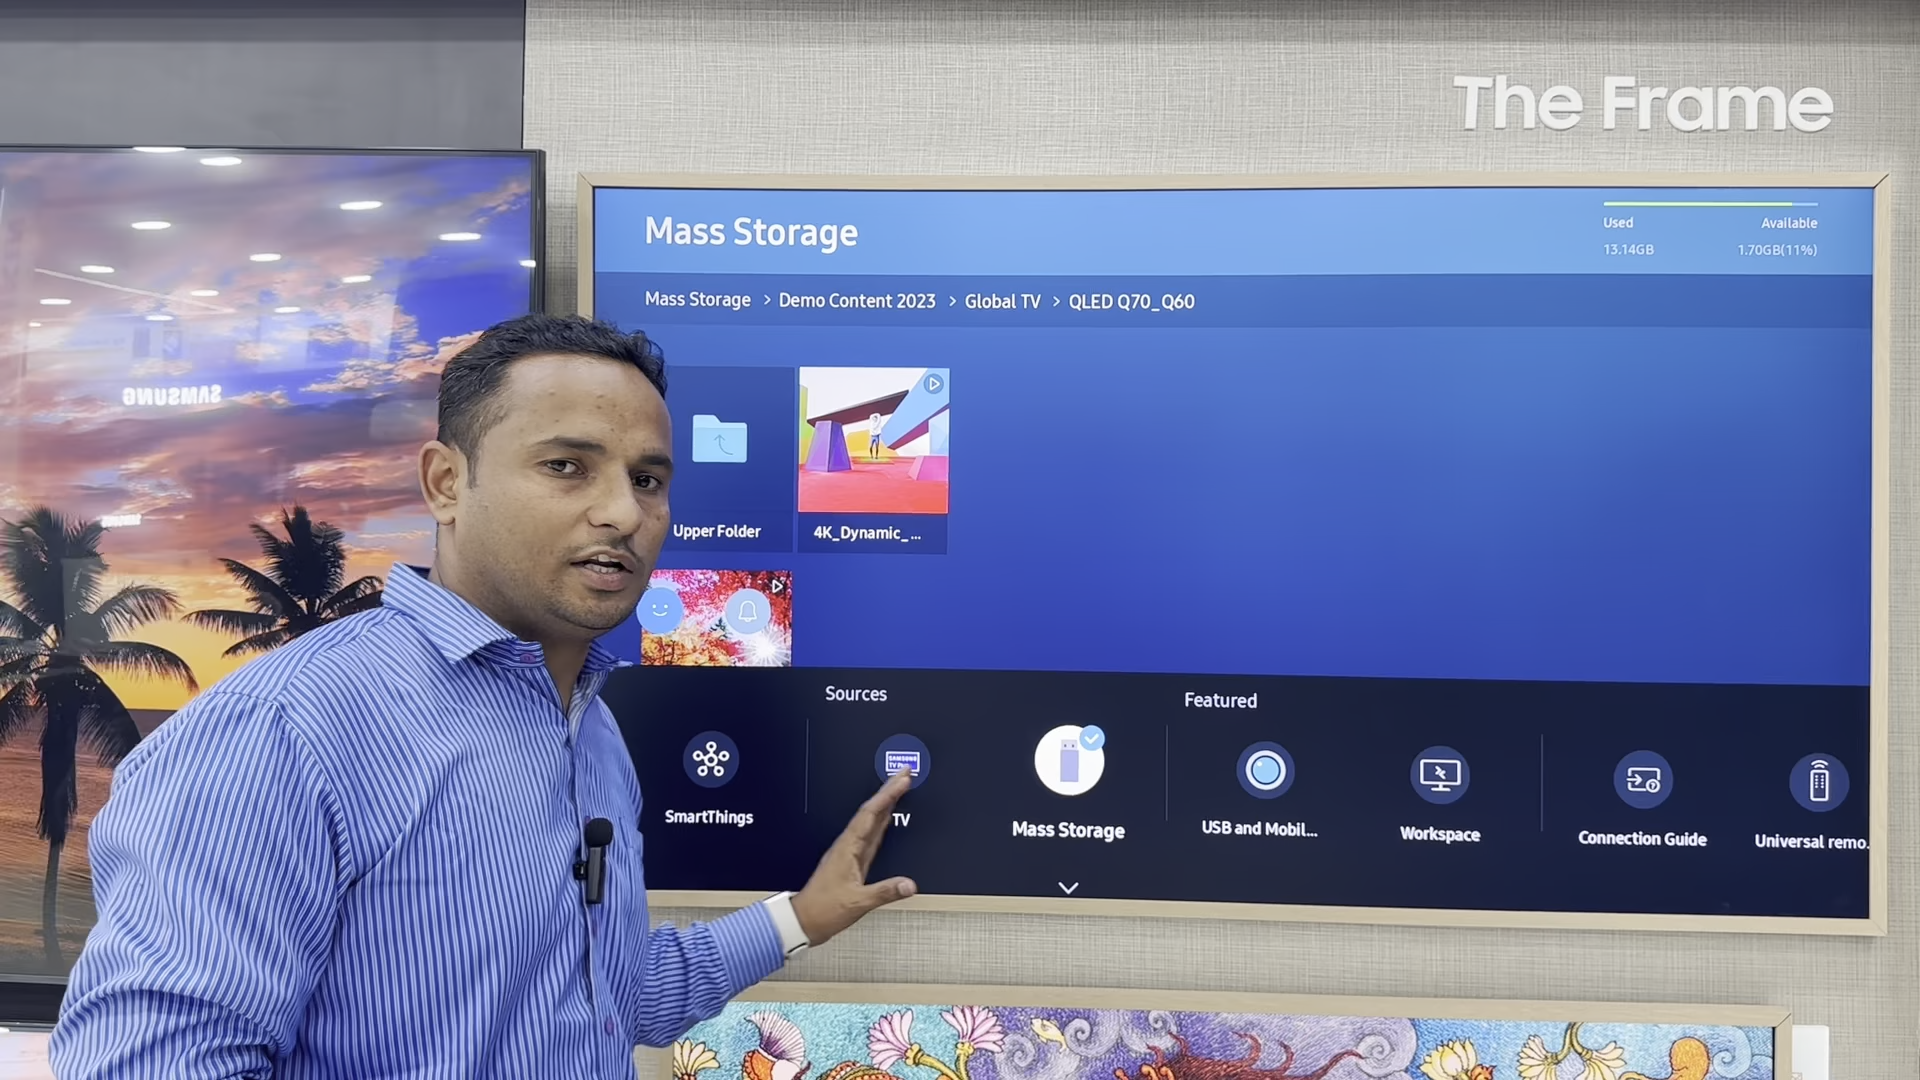 The Frame
Mass Storage
Used
Available
13.14GB
1.70GB(11%)
Mass Storage > Demo Content 2023 > Global TV > QLED Q70_Q60
SAMSUNG
Upper Folder
4K_Dynamic_...
Sources
Featured
SAMSUNG
SmartThings
TV
Mass Storage
USB and Mobil...
Workspace
Connection Guide
Universal remo.